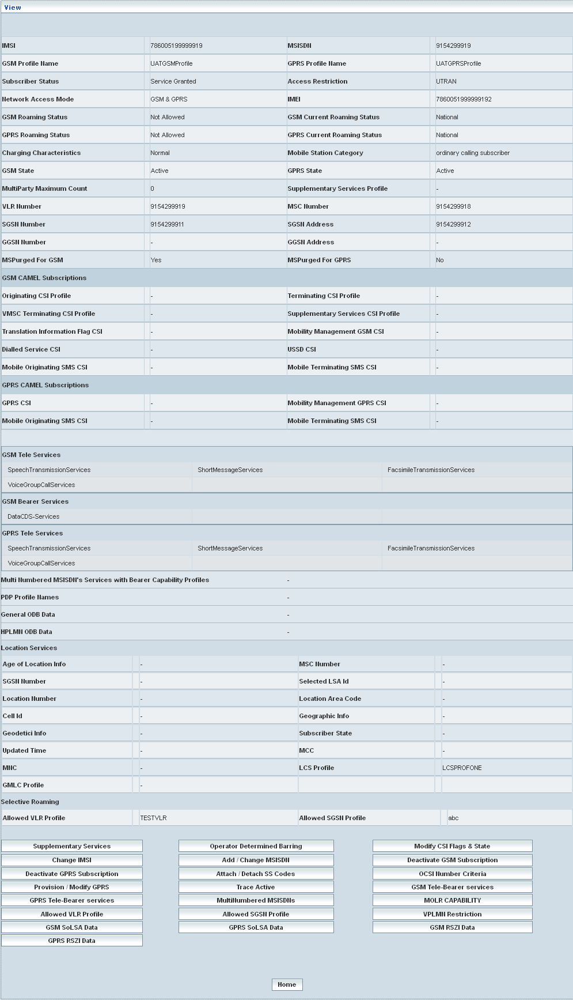 View
IMSI 786005199999919 MSISDN 9154299919
GSM Profile Name UATGSMProfile GPRS Profile Name UATGPRSProfile
Subscriber Status Service Granted Access Restriction UTRAN
Network Access Mode GSM & GPRS IMEI 7860051999999192
GSM Roaming Status Not Allowed GSM Current Roaming Status National
GPRS Roaming Status Not Allowed GPRS Current Roaming Status National
Charging Characteristics Normal Mobile Station Category ordinary calling subscriber
GSM State Active GPRS State Active
MultiParty Maximum Count 0 Supplementary Services Profile -
VLR Number 9154299919 MSC Number 9154299918
SGSN Number 9154299911 SGSN Address 9154299912
GGSN Number - GGSN Address -
MSPurged For GSM Yes MSPurged For GPRS No
GSM CAMEL Subscriptions
Originating CSI Profile - Terminating CSI Profile -
VMSC Terminating CSI Profile - Supplementary Services CSI Profile -
Translation Information Flag CSI - Mobility Management GSM CSI -
Dialled Service CSI - USSD CSI -
Mobile Originating SMS CSI - Mobile Terminating SMS CSI -
GPRS CAMEL Subscriptions
GPRS CSI - Mobility Management GPRS CSI -
Mobile Originating SMS CSI - Mobile Terminating SMS CSI -
GSM Tele Services
SpeechTransmissionServices ShortMessageServices FacsimileTransmissionServices
VoiceGroupCallServices
GSM Bearer Services
DataCDS-Services
GPRS Tele Services
SpeechTransmissionServices ShortMessageServices FacsimileTransmissionServices
VoiceGroupCallServices
Multi Numbered MSISDN's Services with Bearer Capability Profiles -
PDP Profile Names -
General ODB Data -
HPLMN ODB Data -
Location Services
Age of Location Info - MSC Number -
SGSN Number - Selected LSA Id -
Location Number - Location Area Code -
Cell Id - Geographic Info -
Geodetici Info - Subscriber State -
Updated Time - MCC -
MNC - LCS Profile LCSPROFONE
GMLC Profile -
Selective Roaming
Allowed VLR Profile TESTVLR Allowed SGSN Profile abc
Supplementary Services Operator Determined Barring Modify CSI Flags & State
Change IMSI Add / Change MSISDN Deactivate GSM Subscription
Deactivate GPRS Subscription Attach / Detach SS Codes OCSI Number Criteria
Provision / Modify GPRS Trace Active GSM Tele-Bearer services
GPRS Tele-Bearer services MultiNumbered MSISDNs MOLR CAPABILITY
Allowed VLR Profile Allowed SGSN Profile VPLMN Restriction
GSM SoLSA Data GPRS SoLSA Data GSM RSZI Data
GPRS RSZI Data
Home